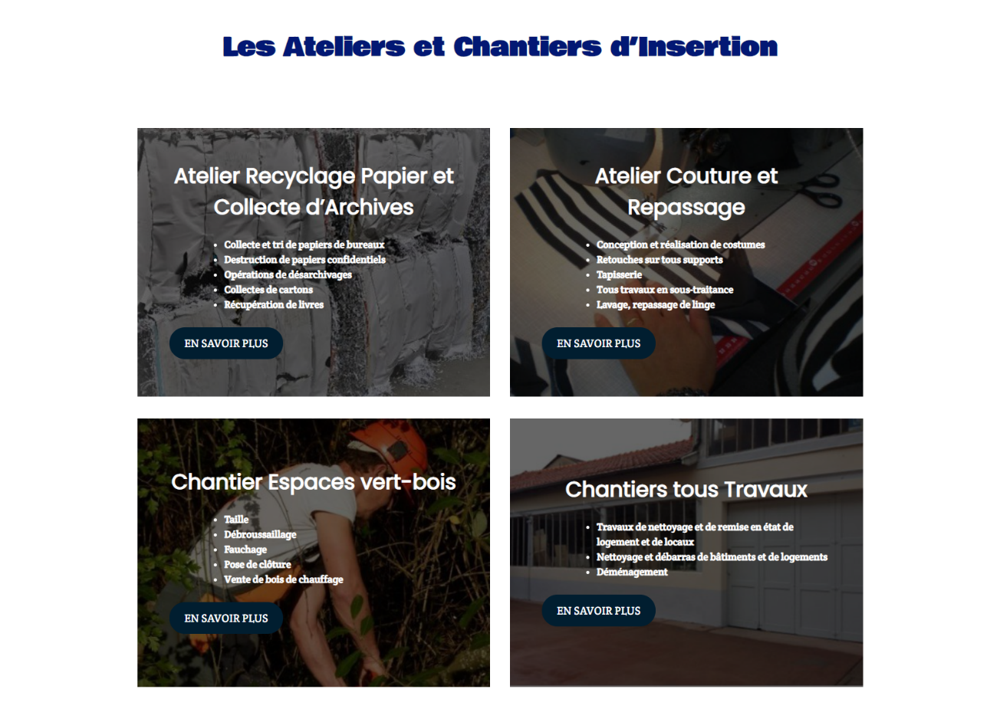 Les Ateliers et Chantiers d’Insertion
Atelier Recyclage Papier et
Collecte d’Archives
• Collecte et tri de papiers de bureaux
• Destruction de papiers confidentiels
• Opérations de désarchivages
• Collectes de cartons
• Récupération de livres
EN SAVOIR PLUS
Atelier Couture et
Repassage
• Conception et réalisation de costumes
• Retouches sur tous supports
• Tapisserie
• Tous travaux en sous-traitance
• Lavage, repassage de linge
EN SAVOIR PLUS
Chantier Espaces vert-bois
• Taille
• Débroussaillage
• Fauchage
• Pose de clôture
• Vente de bois de chauffage
EN SAVOIR PLUS
Chantiers tous Travaux
• Travaux de nettoyage et de remise en état de
logement et de locaux
• Nettoyage et débarras de bâtiments et de logements
• Déménagement
EN SAVOIR PLUS